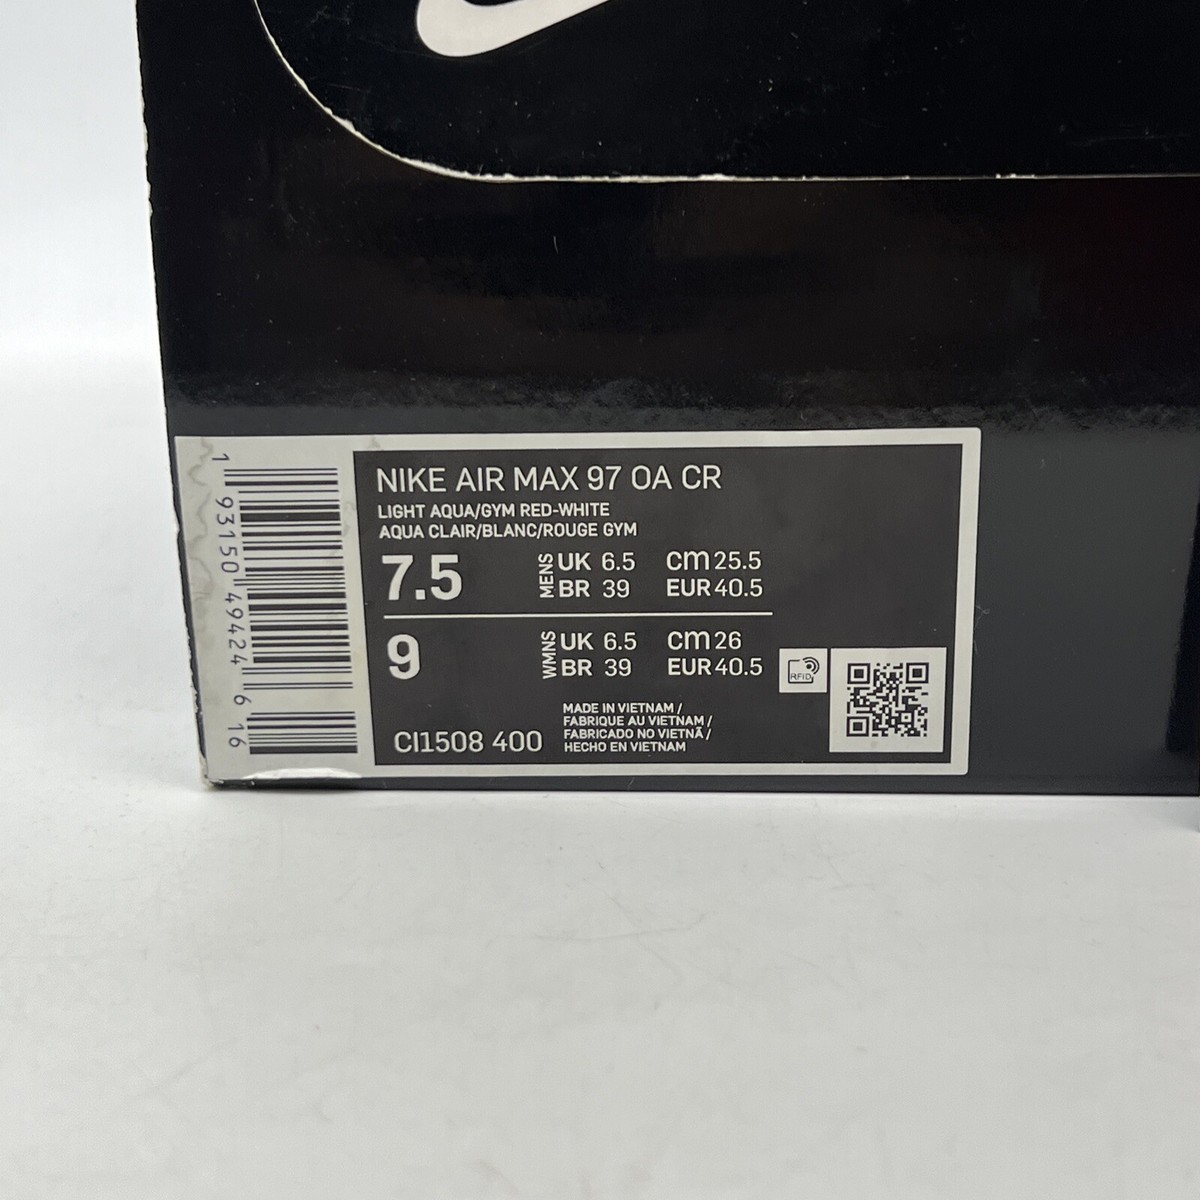 NIKE AIR MAX 97 OA CR
LIGHT AQUA/GYM RED-WHITE
AQUA CLAIR/BLANC/ROUGE GYM
7.5 MENS UK 6.5 cm 25.5
BR 39 EUR 40.5
9 WMNS UK 6.5 cm 26
BR 39 EUR 40.5
RFID
CI1508 400
MADE IN VIETNAM /
FABRIQUE AU VIETNAM /
FABRICADO NO VIETNÃ /
HECHO EN VIETNAM
1 93150 49424 6 16